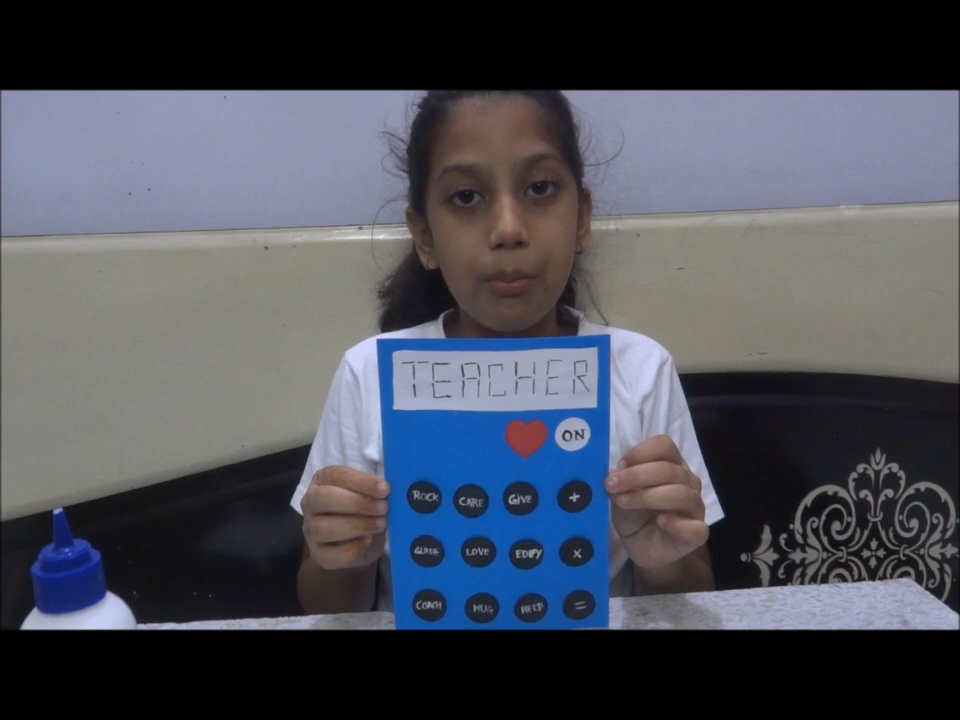 TEACHER
ON
ROCK CARE GIVE +
GUIDE LOVE EDIFY ×
COACH HUG HELP =